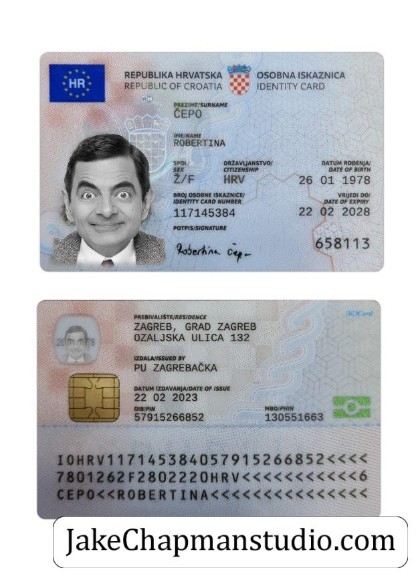 HR
REPUBLIKA HRVATSKA OSOBNA ISKAZNICA
REPUBLIC OF CROATIA IDENTITY CARD
PREZIME/SURNAME
ČEPO
IME/NAME
ROBERTINA
SPOL/ DRŽAVLJANSTVO/ DATUM ROĐENJA/
SEX CITIZENSHIP DATE OF BIRTH
Ž/F HRV 26 01 1978
BROJ OSOBNE ISKAZNICE/ VRIJEDI DO/
IDENTITY CARD NUMBER DATE OF EXPIRY
117145384 22 02 2028
POTPIS/SIGNATURE
Robertina Čepo
658113
PREBIVALIŠTE/RESIDENCE
ZAGREB, GRAD ZAGREB
OZALJSKA ULICA 132
IZDALA/ISSUED BY
PU ZAGREBAČKA
DATUM IZDAVANJA/DATE OF ISSUE
22 02 2023
OIB/PIN MBO/PHIN
57915266852 130551663
IOHRV117145384057915266852<<<<
7801262F2802220HRV<<<<<<<<<<<6
CEPO<<ROBERTINA<<<<<<<<<<<<<<<
JakeChapmanstudio.com